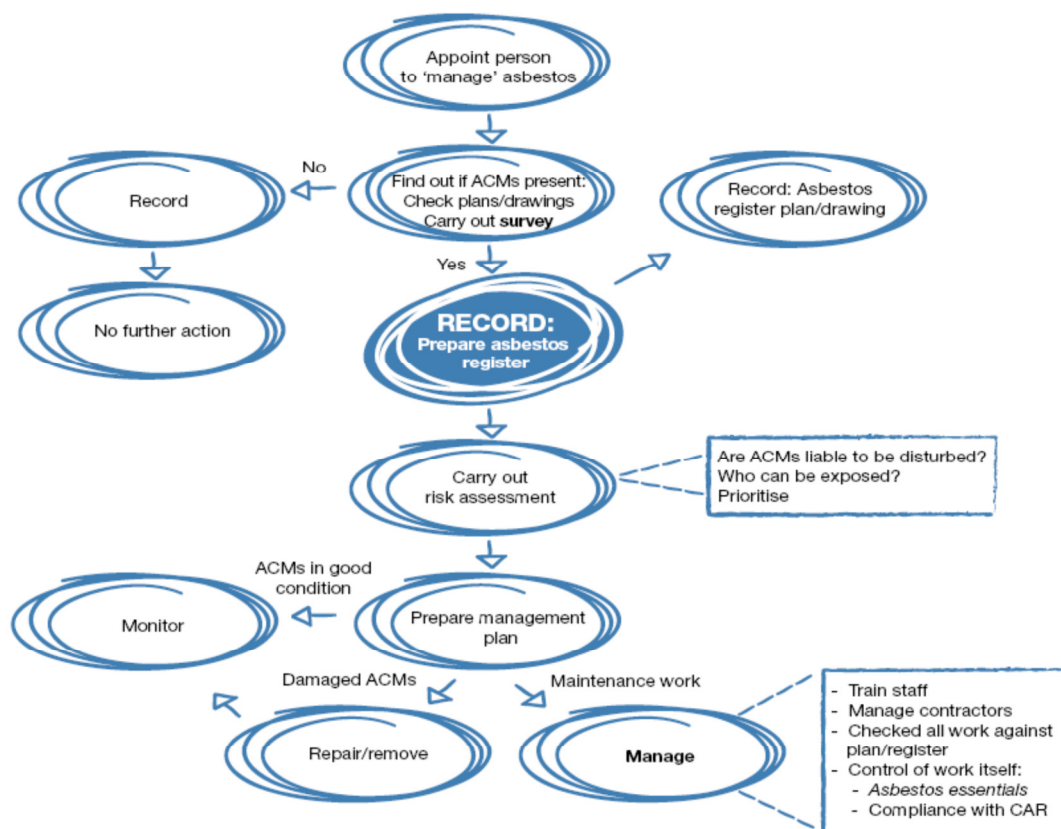 Appoint person
to ‘manage’ asbestos
No
Find out if ACMs present:
Check plans/drawings
Carry out survey
Record
Record: Asbestos
register plan/drawing
Yes
No further action
RECORD:
Prepare asbestos
register
Carry out
risk assessment
Are ACMs liable to be disturbed?
Who can be exposed?
Prioritise
ACMs in good
condition
Monitor
Prepare management
plan
Damaged ACMs
Maintenance work
Repair/remove
Manage
- Train staff
- Manage contractors
- Checked all work against
plan/register
- Control of work itself:
- Asbestos essentials
- Compliance with CAR